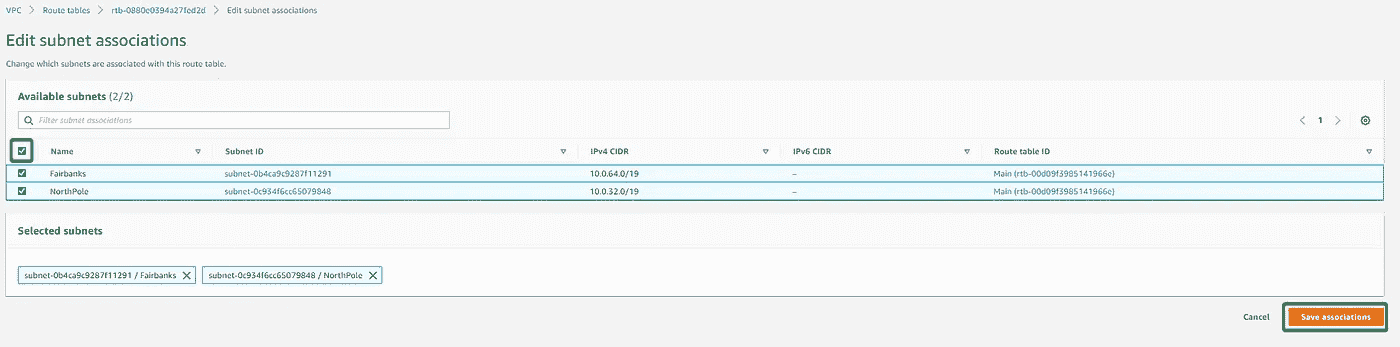 VPC > Route tables > rtb-0880e0394a27fed2d > Edit subnet associations
Edit subnet associations
Change which subnets are associated with this route table.
Available subnets (2/2)
Filter subnet associations
1
Name Subnet ID IPv4 CIDR IPv6 CIDR Route table ID
Fairbanks subnet-0b4ca9c9287f11291 10.0.64.0/19 – Main (rtb-00d09f3985141966e)
NorthPole subnet-0c934f6cc65079848 10.0.32.0/19 – Main (rtb-00d09f3985141966e)
Selected subnets
subnet-0b4ca9c9287f11291 / Fairbanks subnet-0c934f6cc65079848 / NorthPole
Cancel Save associations